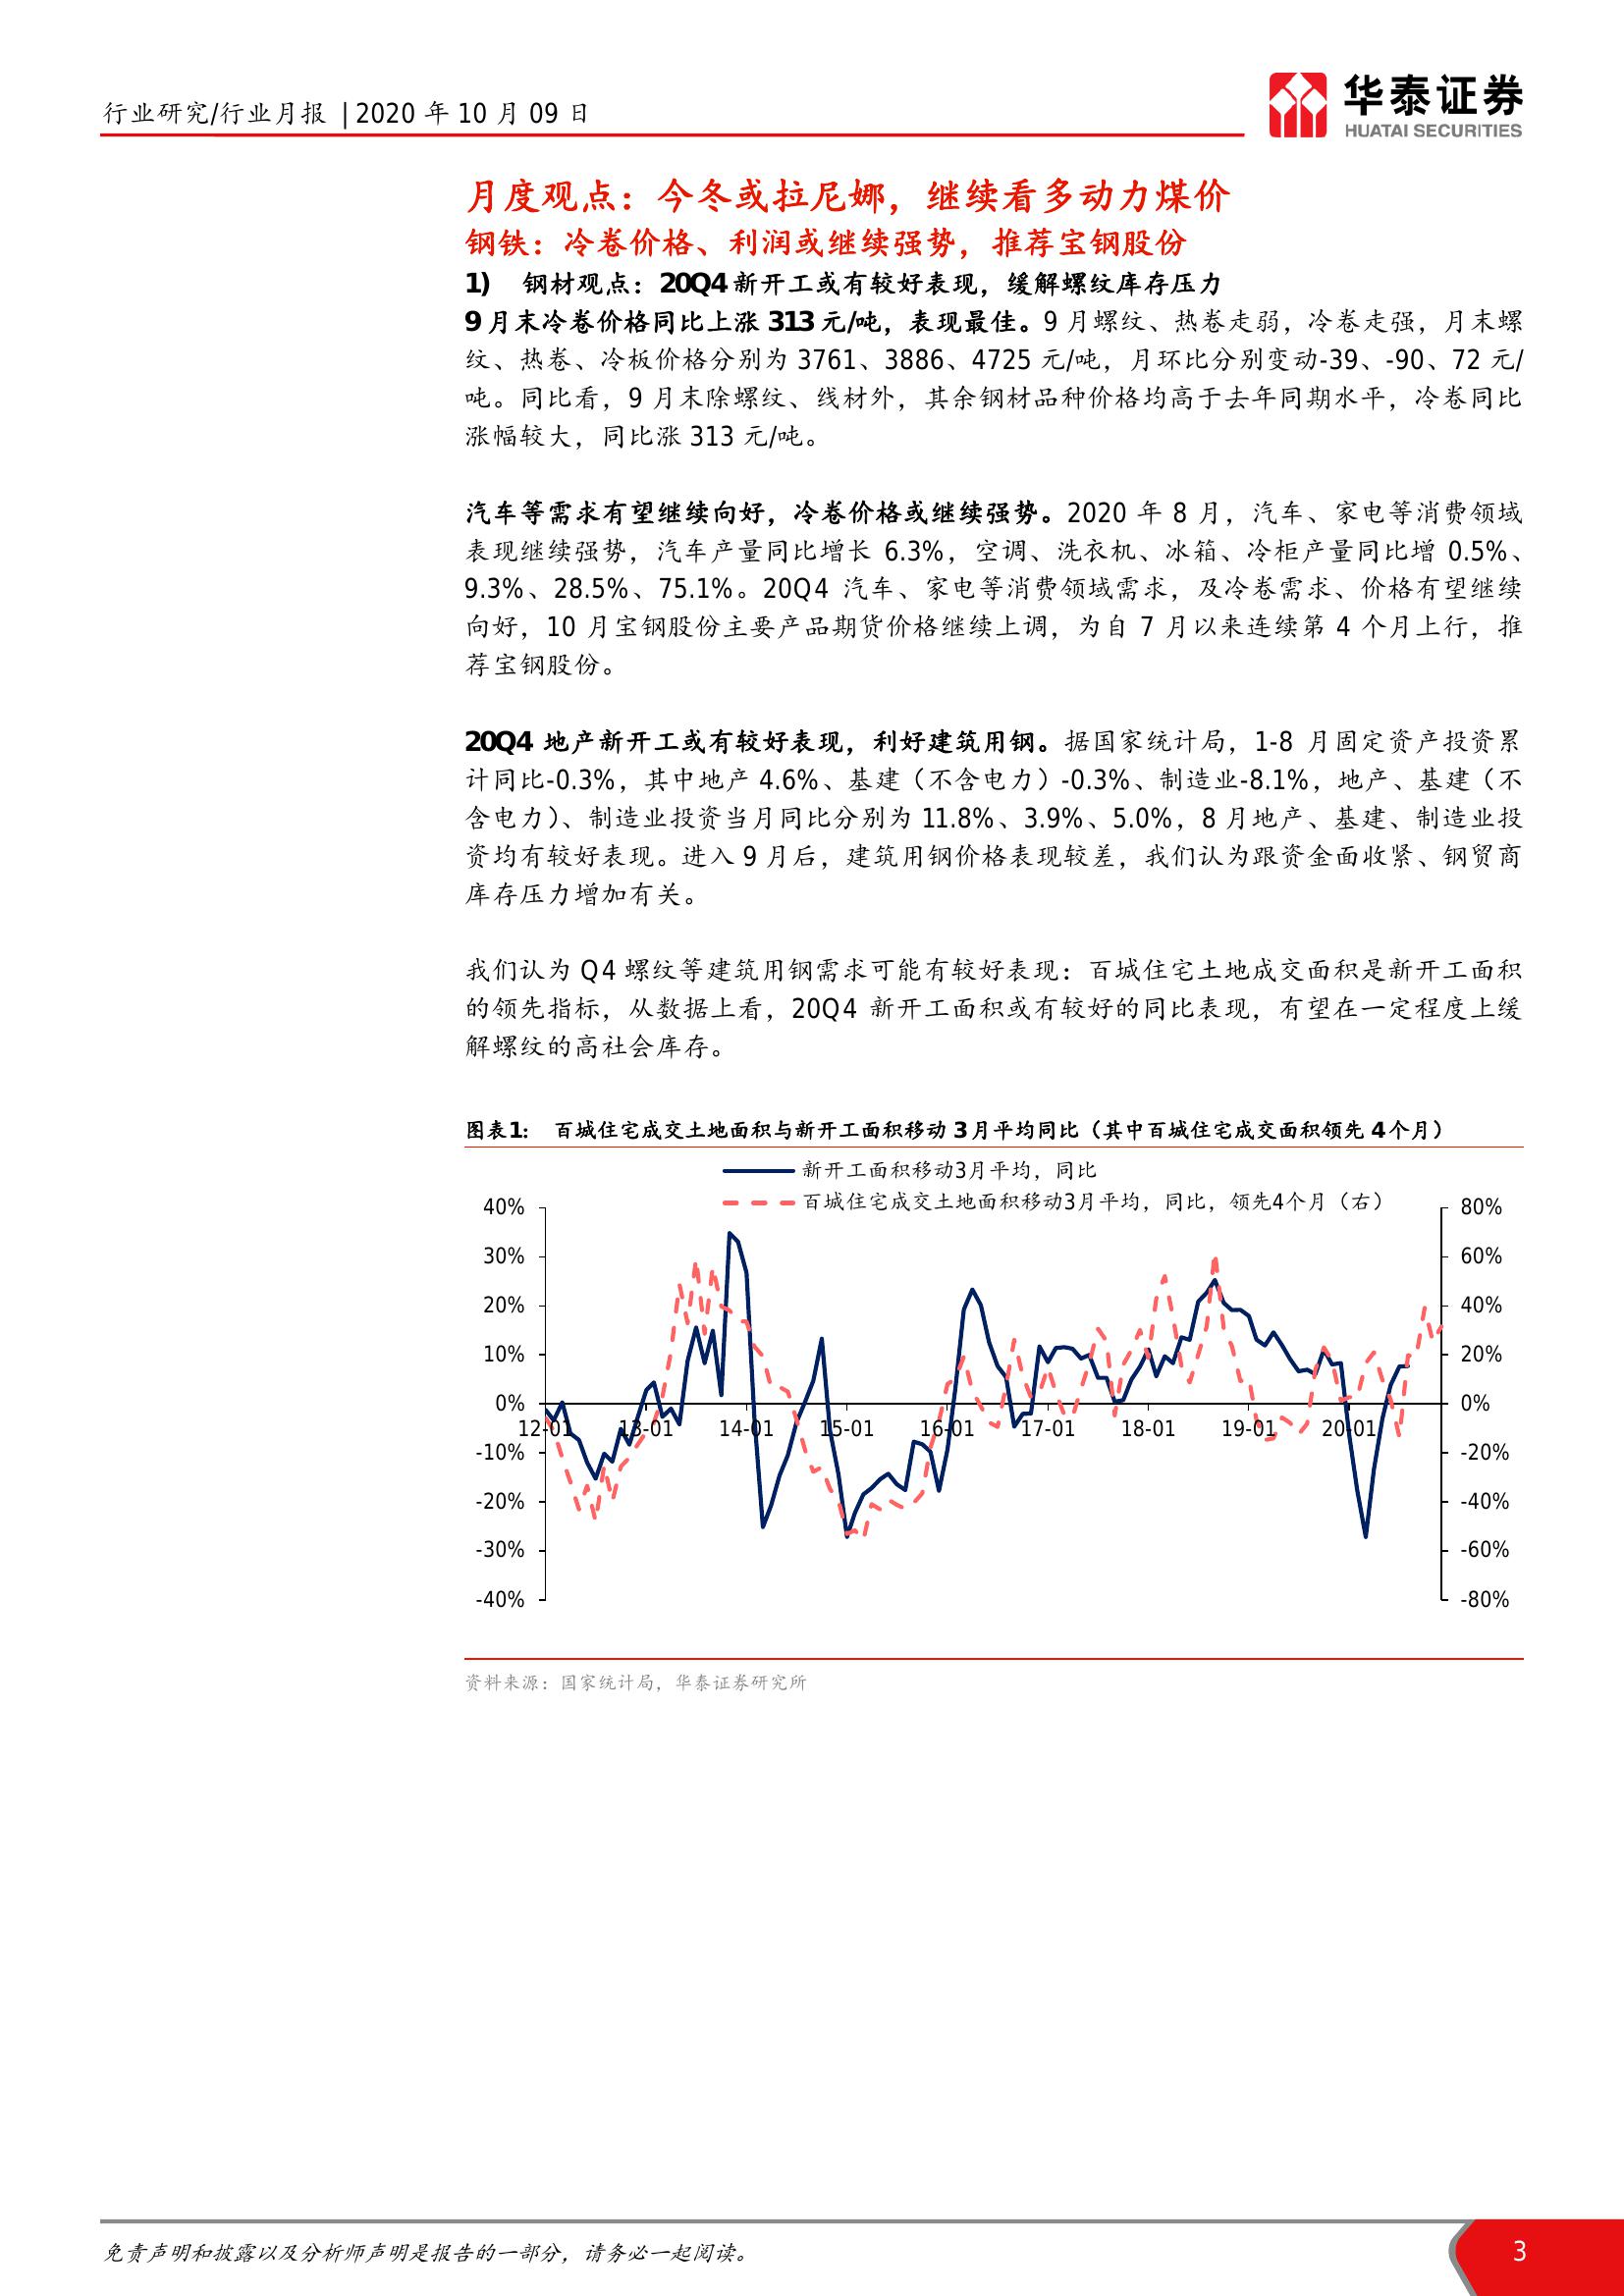 行业研究/行业月报 | 2020 年 10 月 09 日
华泰证券
HUATAI SECURITIES
月度观点：今冬或拉尼娜，继续看多动力煤价
钢铁：冷卷价格、利润或继续强势，推荐宝钢股份
1) 钢材观点：20Q4 新开工或有较好表现，缓解螺纹库存压力
9 月末冷卷价格同比上涨 313 元/吨，表现最佳。9 月螺纹、热卷走弱，冷卷走强，月末螺
纹、热卷、冷板价格分别为 3761、3886、4725 元/吨，月环比分别变动-39、-90、72 元/
吨。同比看，9 月末除螺纹、线材外，其余钢材品种价格均高于去年同期水平，冷卷同比
涨幅较大，同比涨 313 元/吨。
汽车等需求有望继续向好，冷卷价格或继续强势。2020 年 8 月，汽车、家电等消费领域
表现继续强势，汽车产量同比增长 6.3%，空调、洗衣机、冰箱、冷柜产量同比增 0.5%、
9.3%、28.5%、75.1%。20Q4 汽车、家电等消费领域需求，及冷卷需求、价格有望继续
向好，10 月宝钢股份主要产品期货价格继续上调，为自 7 月以来连续第 4 个月上行，推
荐宝钢股份。
20Q4 地产新开工或有较好表现，利好建筑用钢。据国家统计局，1-8 月固定资产投资累
计同比-0.3%，其中地产 4.6%、基建（不含电力）-0.3%、制造业-8.1%，地产、基建（不
含电力）、制造业投资当月同比分别为 11.8%、3.9%、5.0%，8 月地产、基建、制造业投
资均有较好表现。进入 9 月后，建筑用钢价格表现较差，我们认为跟资金面收紧、钢贸商
库存压力增加有关。
我们认为 Q4 螺纹等建筑用钢需求可能有较好表现：百城住宅土地成交面积是新开工面积
的领先指标，从数据上看，20Q4 新开工面积或有较好的同比表现，有望在一定程度上缓
解螺纹的高社会库存。
图表1： 百城住宅成交土地面积与新开工面积移动 3 月平均同比（其中百城住宅成交面积领先 4 个月）
新开工面积移动3月平均，同比
百城住宅成交土地面积移动3月平均，同比，领先4个月（右）
40% 80%
30% 60%
20% 40%
10% 20%
0% 0%
12-01 13-01 14-01 15-01 16-01 17-01 18-01 19-01 20-01
-10% -20%
-20% -40%
-30% -60%
-40% -80%
资料来源：国家统计局，华泰证券研究所
免责声明和披露以及分析师声明是报告的一部分，请务必一起阅读。
3